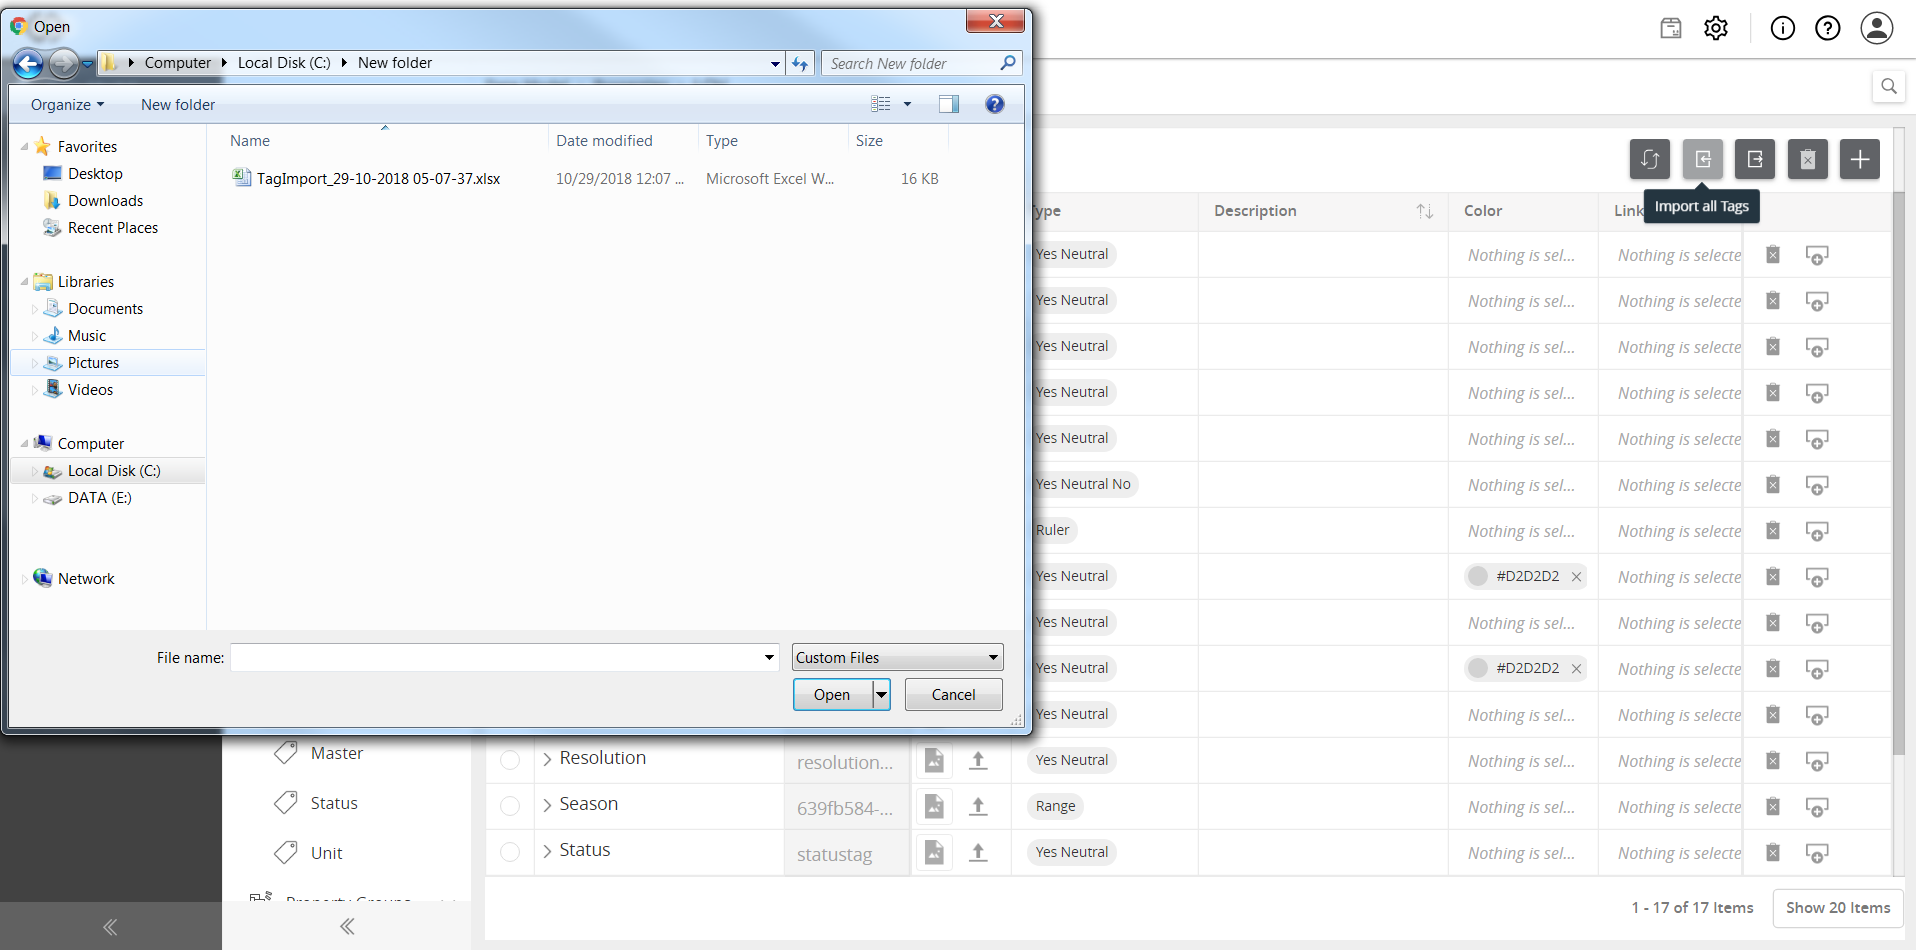 Open
Computer
Local Disk (C:)
New folder
Search New folder
Organize
New folder
Name
Date modified
Type
Size
TagImport_29-10-2018 05-07-37.xlsx
10/29/2018 12:07 ...
Microsoft Excel W...
16 KB
Favorites
Desktop
Downloads
Recent Places
Libraries
Documents
Music
Pictures
Videos
Computer
Local Disk (C:)
DATA (E:)
Network
File name:
Custom Files
Open
Cancel
Import all Tags
Description
Color
Link
Yes Neutral
Nothing is sel...
Nothing is selecte
Yes Neutral
Nothing is sel...
Nothing is selecte
Yes Neutral
Nothing is sel...
Nothing is selecte
Yes Neutral
Nothing is sel...
Nothing is selecte
Yes Neutral
Nothing is sel...
Nothing is selecte
Yes Neutral No
Nothing is sel...
Nothing is selecte
Ruler
Nothing is sel...
Nothing is selecte
Yes Neutral
#D2D2D2
Nothing is selecte
Yes Neutral
Nothing is sel...
Nothing is selecte
Yes Neutral
#D2D2D2
Nothing is selecte
Yes Neutral
Nothing is sel...
Nothing is selecte
Resolution
resolution...
Yes Neutral
Nothing is sel...
Nothing is selecte
Season
639fb584-...
Range
Nothing is sel...
Nothing is selecte
Status
statustag
Yes Neutral
Nothing is sel...
Nothing is selecte
Master
Status
Unit
1 - 17 of 17 Items
Show 20 Items